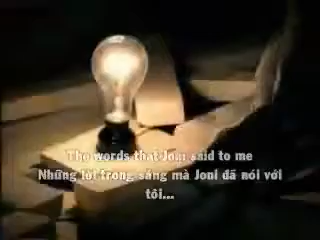 The words that Joni said to me
Những lời trong sáng mà Joni đã nói với
tôi...